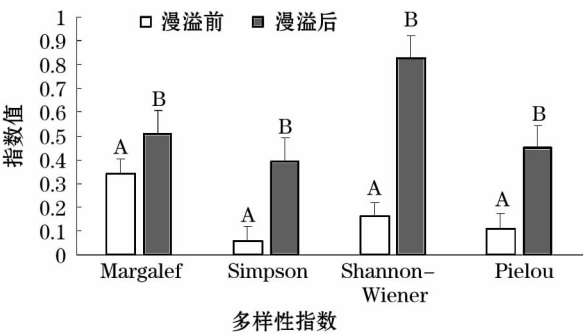 1
0.9
0.8
0.7
0.6
0.5
0.4
0.3
0.2
0.1
0
指数值
漫溢前
漫溢后
A
B
A
B
A
B
A
B
Margalef
Simpson
Shannon–
Wiener
Pielou
多样性指数